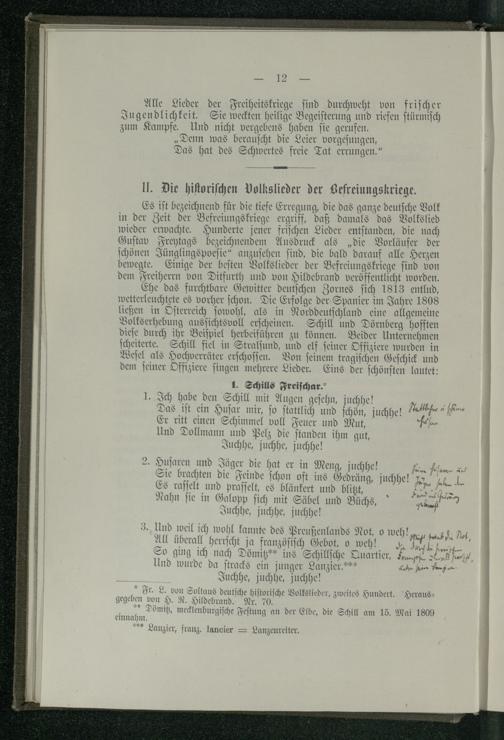 — 12 —
Alle Lieder der Freiheitskriege sind durchweht von frischer
Jugendlichkeit. Sie weckten heilige Begeisterung und riefen stürmisch
zum Kampfe. Und nicht vergebens haben sie gerufen.
„Denn was berauscht die Leier vorgesungen,
Das hat des Schwertes freie Tat errungen.“
II. Die historischen Volkslieder der Befreiungskriege.
Es ist bezeichnend für die tiefe Erregung, die das ganze deutsche Volk
in der Zeit der Befreiungskriege ergriff, daß damals das Volkslied
wieder erwachte. Hunderte jener frischen Lieder entstanden, die nach
Gustav Freytags bezeichnendem Ausdruck als „die Vorläufer der
schönen Jünglingspoesie“ anzusehen sind, die bald darauf alle Herzen
bewegte. Einige der besten Volkslieder der Befreiungskriege sind von
dem Freiherrn von Ditfurth und von Hildebrand veröffentlicht worden.
Ehe das furchtbare Gewitter deutschen Zornes sich 1813 entlud,
wetterleuchtete es vorher schon. Die Erfolge der Spanier im Jahre 1808
ließen in Österreich sowohl, als in Norddeutschland eine allgemeine
Volkserhebung aussichtsvoll erscheinen. Schill und Dörnberg hofften
diese durch ihr Beispiel herbeiführen zu können. Beider Unternehmen
scheiterte. Schill fiel in Stralsund, und elf seiner Offiziere wurden in
Wesel als Hochverräter erschossen. Von seinem tragischen Geschick und
dem seiner Offiziere singen mehrere Lieder. Eins der schönsten lautet:
1. Schills Freischar.*
1. Ich habe den Schill mit Augen gesehn, juchhe!
Das ist ein Husar mir, so stattlich und schön, juchhe!
Er ritt einen Schimmel voll Feuer und Mut,
Und Dollmann und Pelz die standen ihm gut,
Juchhe, juchhe, juchhe!
2. Husaren und Jäger die hat er in Meng, juchhe!
Sie brachten die Feinde schon oft ins Gedräng, juchhe!
Es rasselt und prasselt, es blänkert und blitzt,
Nahn sie in Galopp sich mit Säbel und Büchs,
Juchhe, juchhe, juchhe!
3. Und weil ich wohl kannte des Preußenlands Not, o weh!
All überall herrscht ja französisch Gebot, o weh!
So ging ich nach Dömitz** ins Schillsche Quartier,
Und wurde da stracks ein junger Lanzier.***
Juchhe, juchhe, juchhe!
* Fr. L. von Soltaus deutsche historische Volkslieder, zweites Hundert. Heraus-
gegeben von H. R. Hildebrand. Nr. 70.
** Dömitz, mecklenburgische Festung an der Elbe, die Schill am 15. Mai 1809
einnahm.
*** Lanzier, franz. lancier = Lanzenreiter.